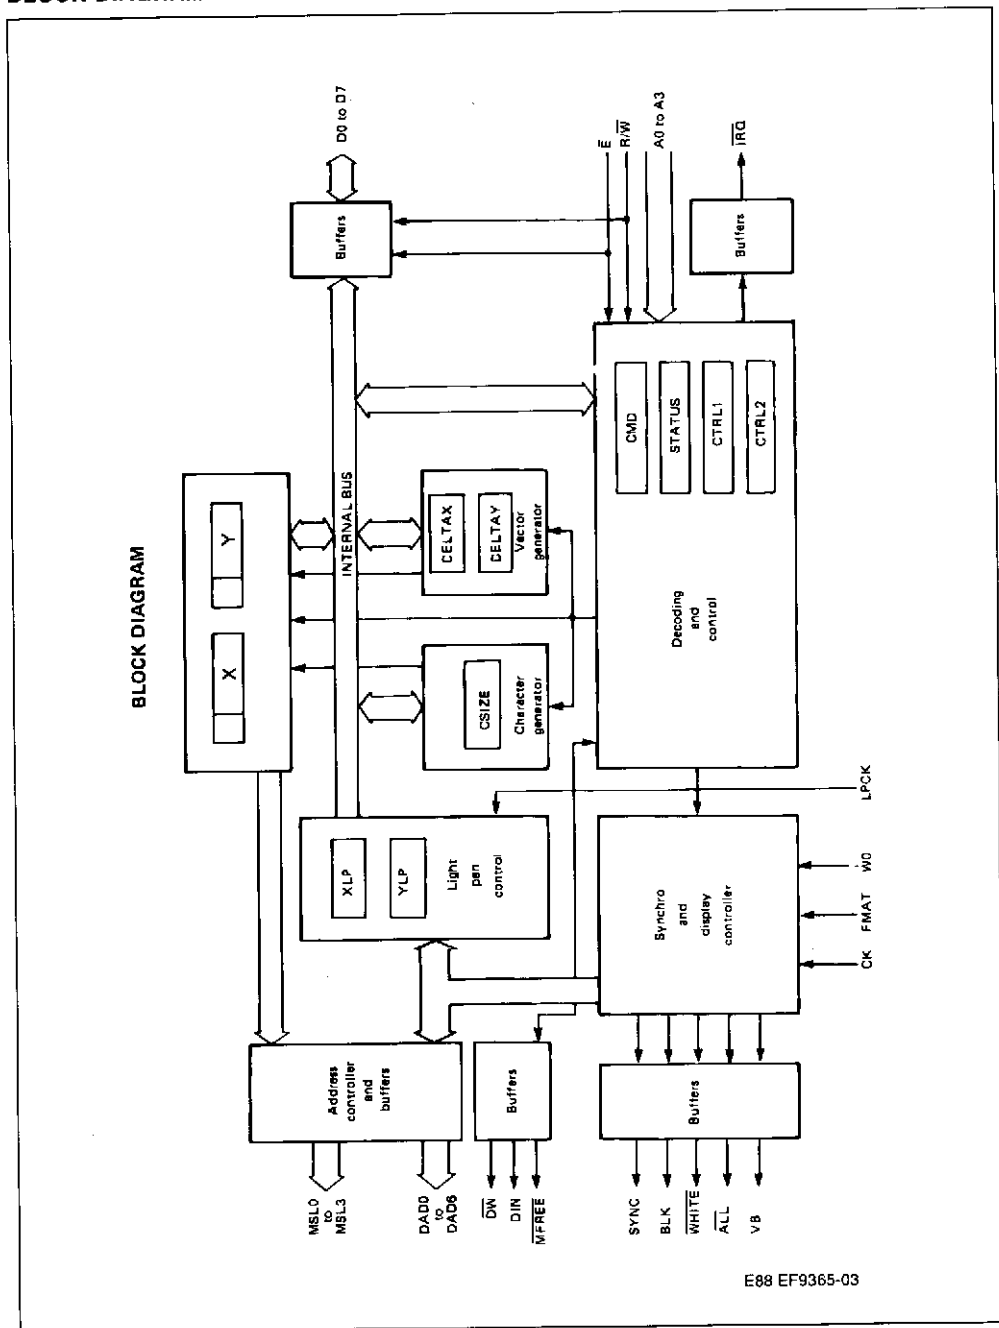 BLOCK DIAGRAM
D0 to D7
Buffers
E
R/W
A0 to A3
IRQ
Buffers
BLOCK DIAGRAM
X
Y
INTERNAL BUS
CELTAX
DELTAY
Vector
generator
CSIZE
Character
generator
CMD
STATUS
CTRL1
CTRL2
Decoding
and
control
XLP
YLP
Light
pen
control
LPCK
Synchro
and
display
controller
W0
FMAT
CK
Address
controller
and
buffers
Buffers
Buffers
MSL0
to
MSL3
DAD0
to
DAD6
DW
DIN
MFREE
SYNC
BLK
WHITE
ALL
VB
E88 EF9365-03